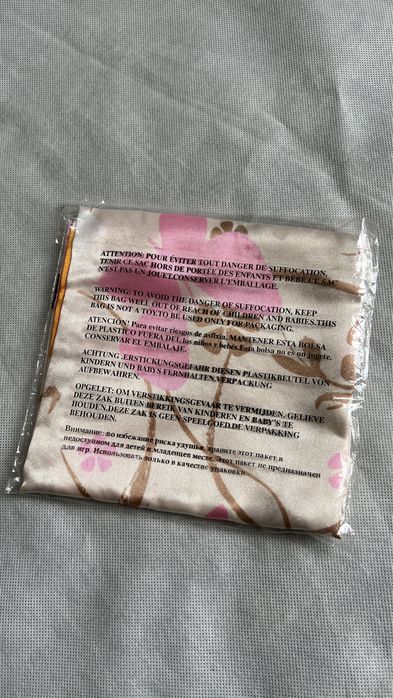 ATTENTION: POUR ÉVITER TOUT DANGER DE SUFFOCATION,
TENIR CE SAC HORS DE PORTÉE DES ENFANTS ET BÉBÉ.CE SAC
N'EST PAS UN JOUET.CONSERVER L'EMBALLAGE.
WARNING: TO AVOID THE DANGER OF SUFFOCATION, KEEP
THIS BAG WELL OUT OF REACH OF CHILDREN AND BABIES.THIS
BAG IS NOT A TOY.TO BE USED ONLY FOR PACKAGING.
ATENCION! Para evitar riesgos de asfixia, MANTENER ESTA BOLSA
DE PLASTICO FUERA DEL.los niños y bébés.Esta bolsa no es un jugete.
CONSERVAR EL EMBALAJE.
ACHTUNG .ERSTICKUNGSGEFAHR DIESEN PLASTIKBEUTEL VON
KINDERN UND BABYS FERNHALTEN.VERPACKUNG
AUFBEWAHREN.
OPGELET: OM VERSTIKKINGSGEVAAR TE VERMIJDEN, GELIEVE
DEZE ZAK BUITEN BEREIK VAN KINDEREN EN BABY'S TE
HOUDEN.DEZE ZAK IS GEEN SPEELGOED.DE VERPAKKING
BEHOUDEN.
Внимание: во избежание риска удушья, храните этот пакет в
недоступном для детей и младенцев месте. Этот пакет не предназначен
для игр. Использовать только в качестве упаковки.